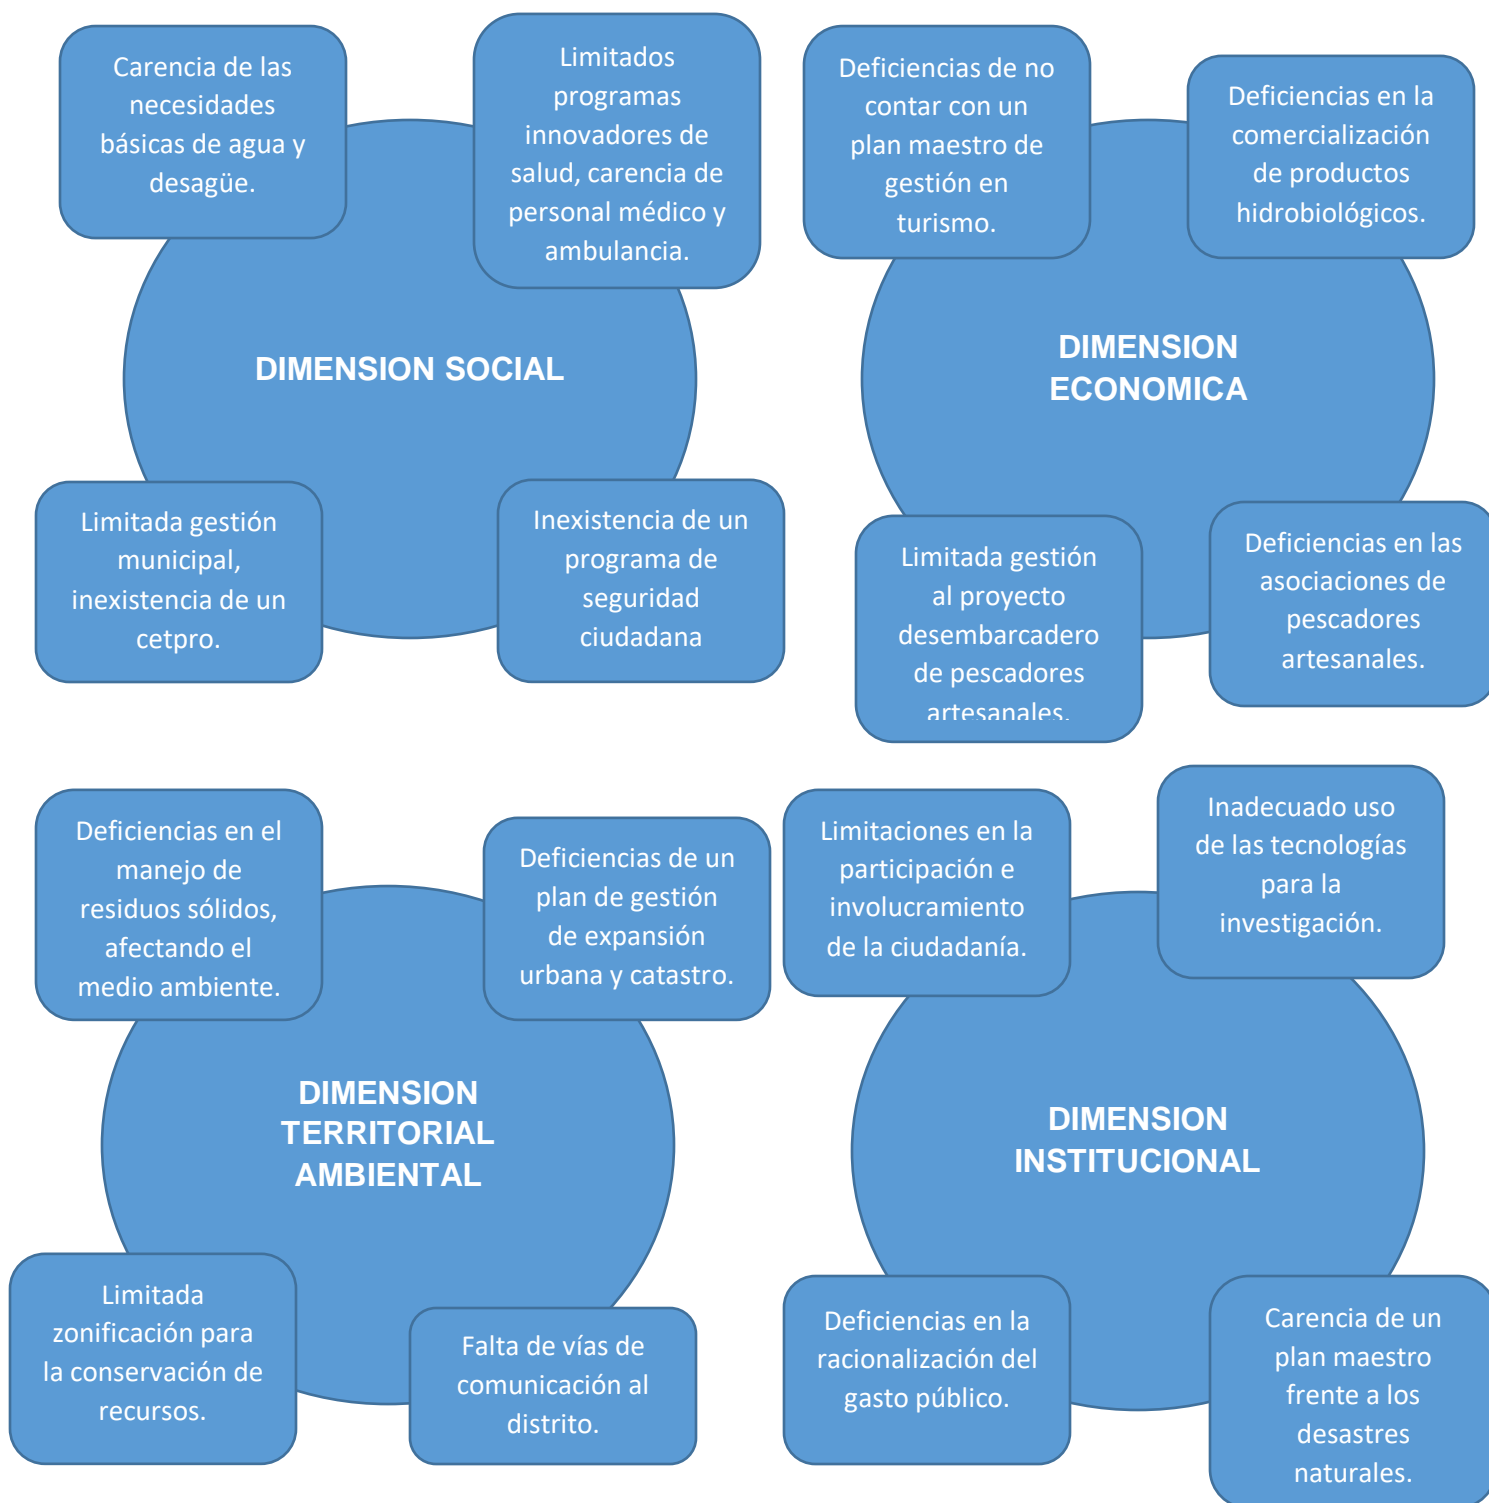 Carencia de las
necesidades
básicas de agua y
desagüe.
Limitados
programas
innovadores de
salud, carencia de
personal médico y
ambulancia.
DIMENSION SOCIAL
Limitada gestión
municipal,
inexistencia de un
cetpro.
Inexistencia de un
programa de
seguridad
ciudadana
Deficiencias de no
contar con un
plan maestro de
gestión en
turismo.
Deficiencias en la
comercialización
de productos
hidrobiológicos.
DIMENSION
ECONOMICA
Limitada gestión
al proyecto
desembarcadero
de pescadores
artesanales.
Deficiencias en las
asociaciones de
pescadores
artesanales.
Deficiencias en el
manejo de
residuos sólidos,
afectando el
medio ambiente.
Deficiencias de un
plan de gestión
de expansión
urbana y catastro.
DIMENSION
TERRITORIAL
AMBIENTAL
Limitada
zonificación para
la conservación de
recursos.
Falta de vías de
comunicación al
distrito.
Limitaciones en la
participación e
involucramiento
de la ciudadanía.
Inadecuado uso
de las tecnologías
para la
investigación.
DIMENSION
INSTITUCIONAL
Deficiencias en la
racionalización del
gasto público.
Carencia de un
plan maestro
frente a los
desastres
naturales.